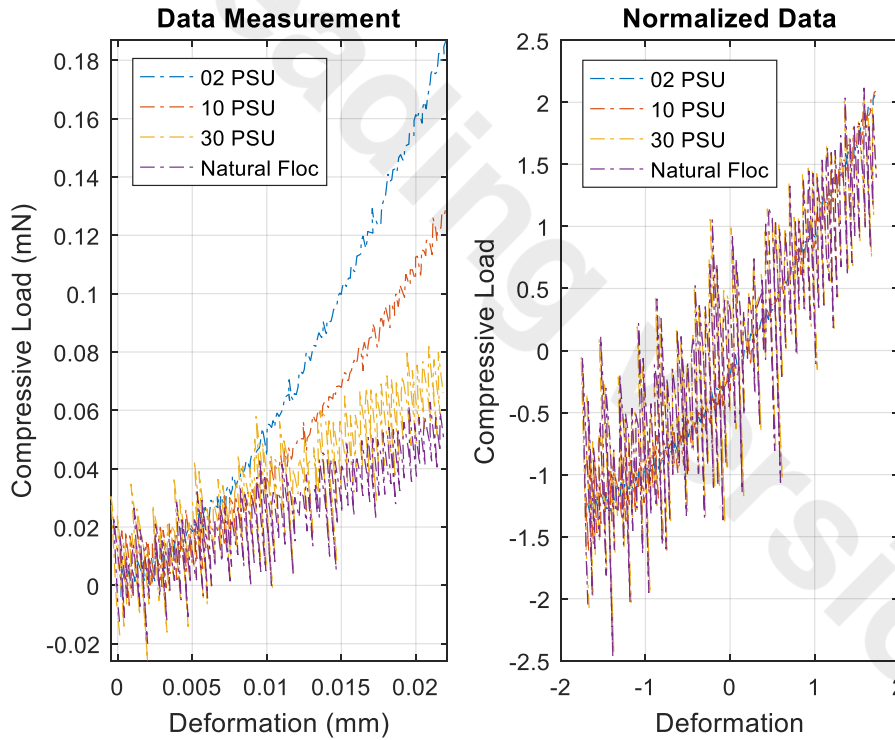 Data Measurement
0.18
0.16
0.14
0.12
0.1
0.08
0.06
0.04
0.02
0
-0.02
Compressive Load (mN)
02 PSU
10 PSU
30 PSU
Natural Floc
0
0.005
0.01
0.015
0.02
Deformation (mm)
Normalized Data
2.5
2
1.5
1
0.5
0
-0.5
-1
-1.5
-2
-2.5
Compressive Load
02 PSU
10 PSU
30 PSU
Natural Floc
-2
-1
0
1
2
Deformation